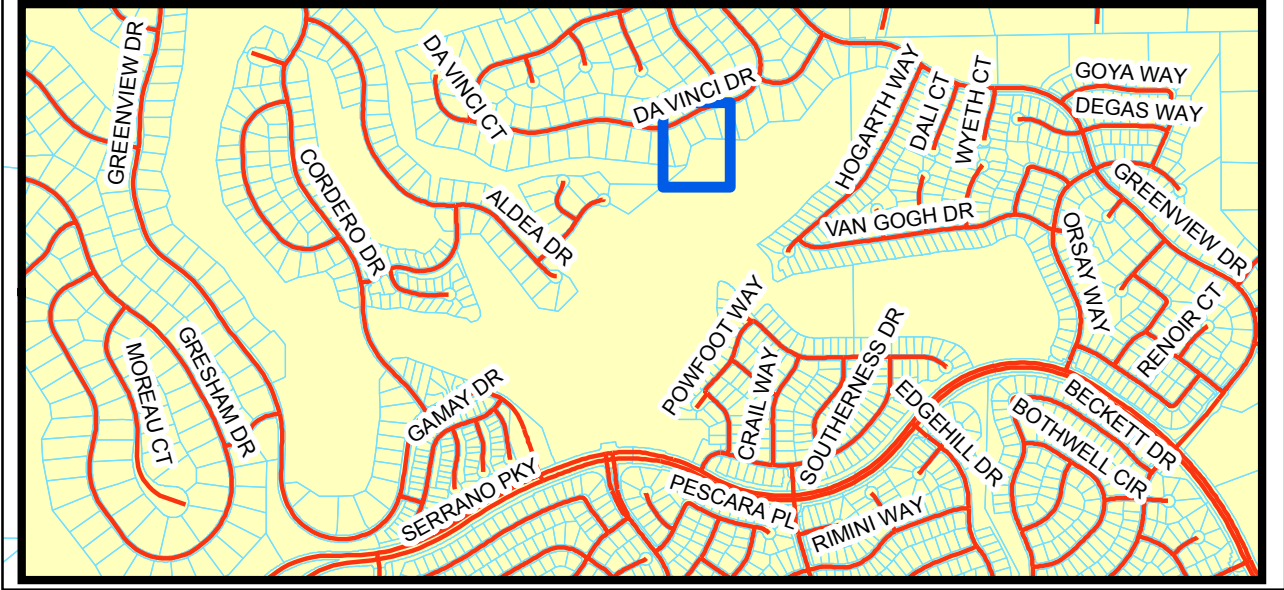 GREENVIEW DR
DA VINCI CT
DA VINCI DR
HOGARTH WAY
DALI CT
WYETH CT
GOYA WAY
DEGAS WAY
CORDERO DR
ALDEA DR
VAN GOGH DR
GREENVIEW DR
ORSAY WAY
RENOIR CT
MOREAU CT
GRESHAM DR
GAMAY DR
POWFOOT WAY
CRAIL WAY
SOUTHERNESS DR
EDGEHILL DR
BECKETT DR
BOTHWELL CIR
SERRANO PKY
PESCARA PL
RIMINI WAY